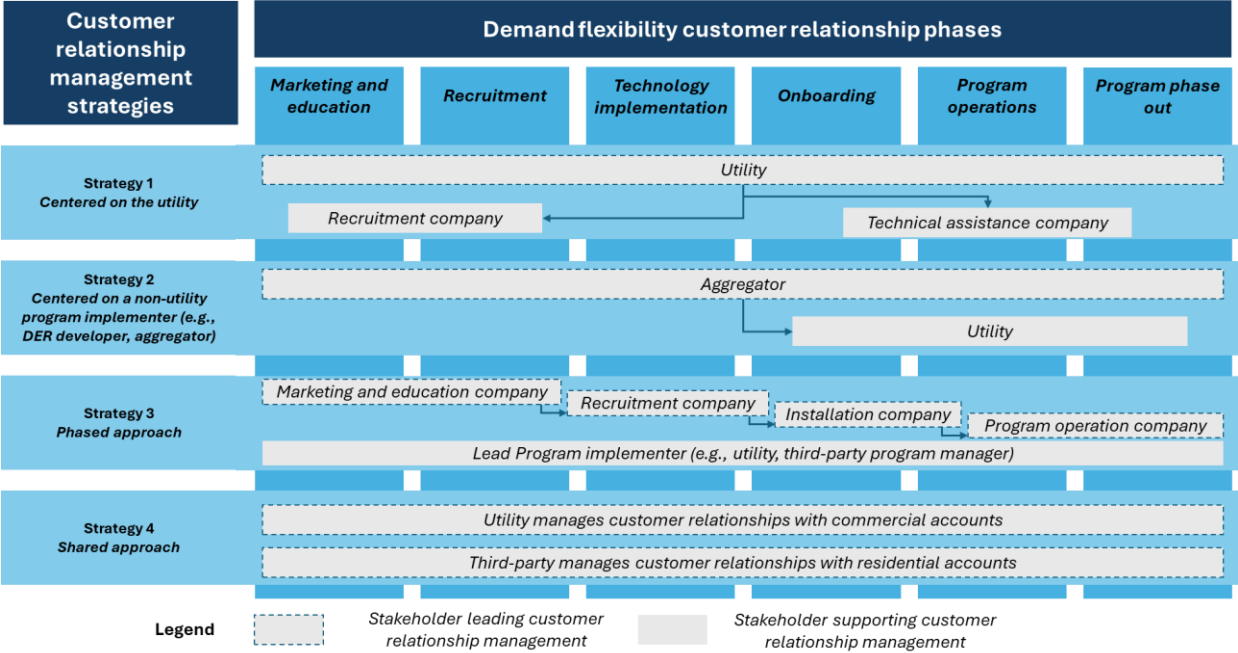 Customer
relationship
management
strategies
Demand flexibility customer relationship phases
Marketing and
education
Recruitment
Technology
implementation
Onboarding
Program
operations
Program phase
out
Strategy 1
Centered on the utility
Utility
Recruitment company
Technical assistance company
Strategy 2
Centered on a non-utility
program implementer (e.g.,
DER developer, aggregator)
Aggregator
Utility
Strategy 3
Phased approach
Marketing and education company
Recruitment company
Installation company
Program operation company
Lead Program implementer (e.g., utility, third-party program manager)
Strategy 4
Shared approach
Utility manages customer relationships with commercial accounts
Third-party manages customer relationships with residential accounts
Legend
Stakeholder leading customer
relationship management
Stakeholder supporting customer
relationship management